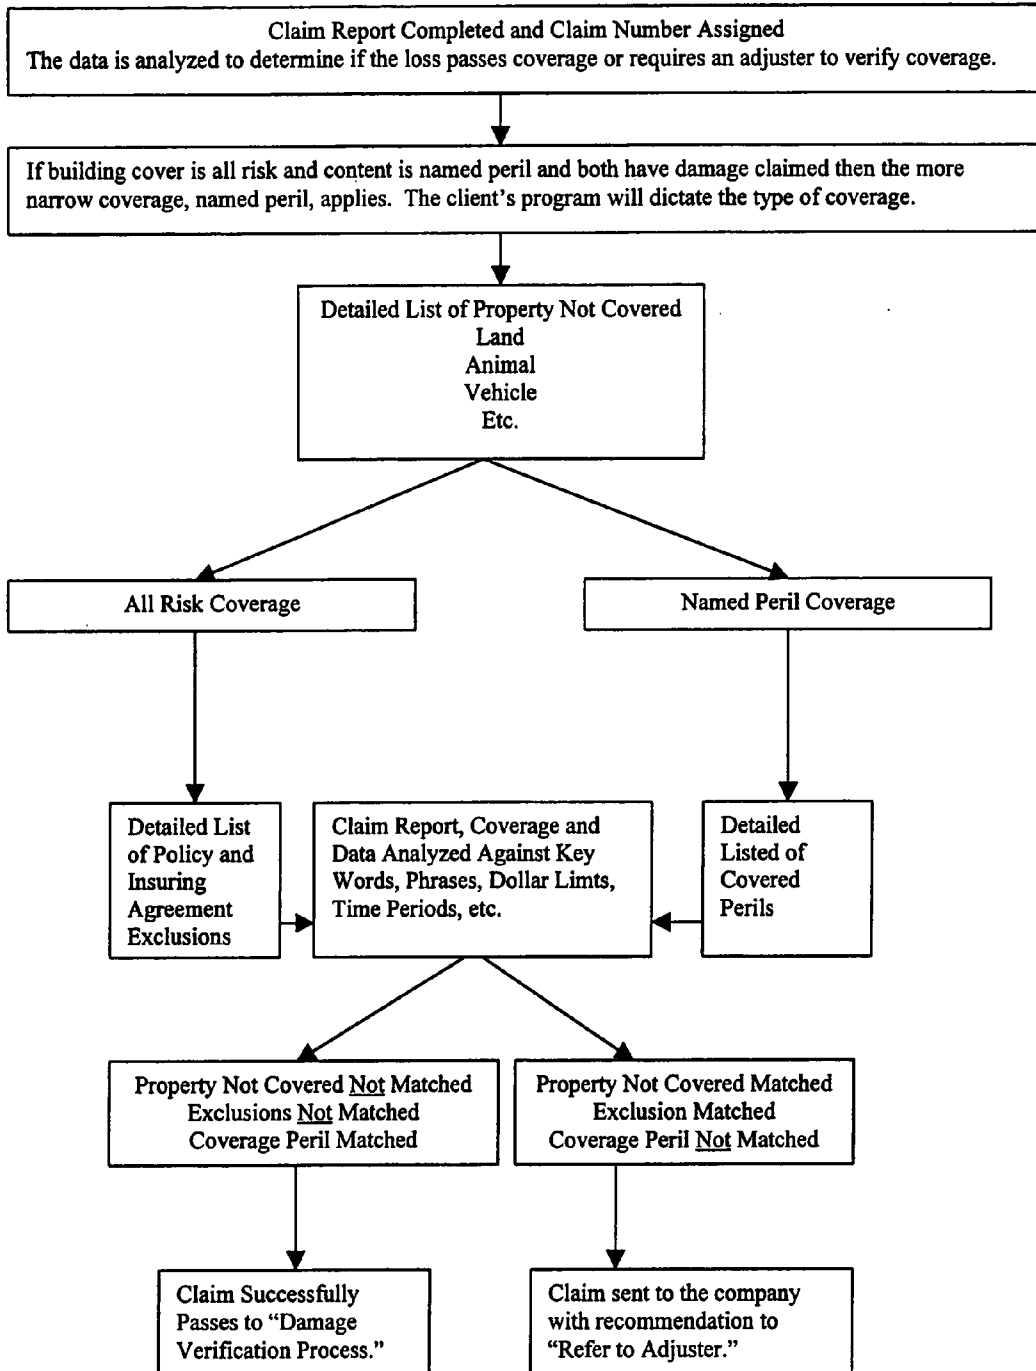 Claim Report Completed and Claim Number Assigned
The data is analyzed to determine if the loss passes coverage or requires an adjuster to verify coverage.
If building cover is all risk and content is named peril and both have damage claimed then the more
narrow coverage, named peril, applies. The client's program will dictate the type of coverage.
Detailed List of Property Not Covered
Land
Animal
Vehicle
Etc.
All Risk Coverage
Named Peril Coverage
Detailed List
of Policy and
Insuring
Agreement
Exclusions
Claim Report, Coverage and
Data Analyzed Against Key
Words, Phrases, Dollar Limts,
Time Periods, etc.
Detailed
Listed of
Covered
Perils
Property Not Covered Not Matched
Exclusions Not Matched
Coverage Peril Matched
Property Not Covered Matched
Exclusion Matched
Coverage Peril Not Matched
Claim Successfully
Passes to “Damage
Verification Process.”
Claim sent to the company
with recommendation to
“Refer to Adjuster.”